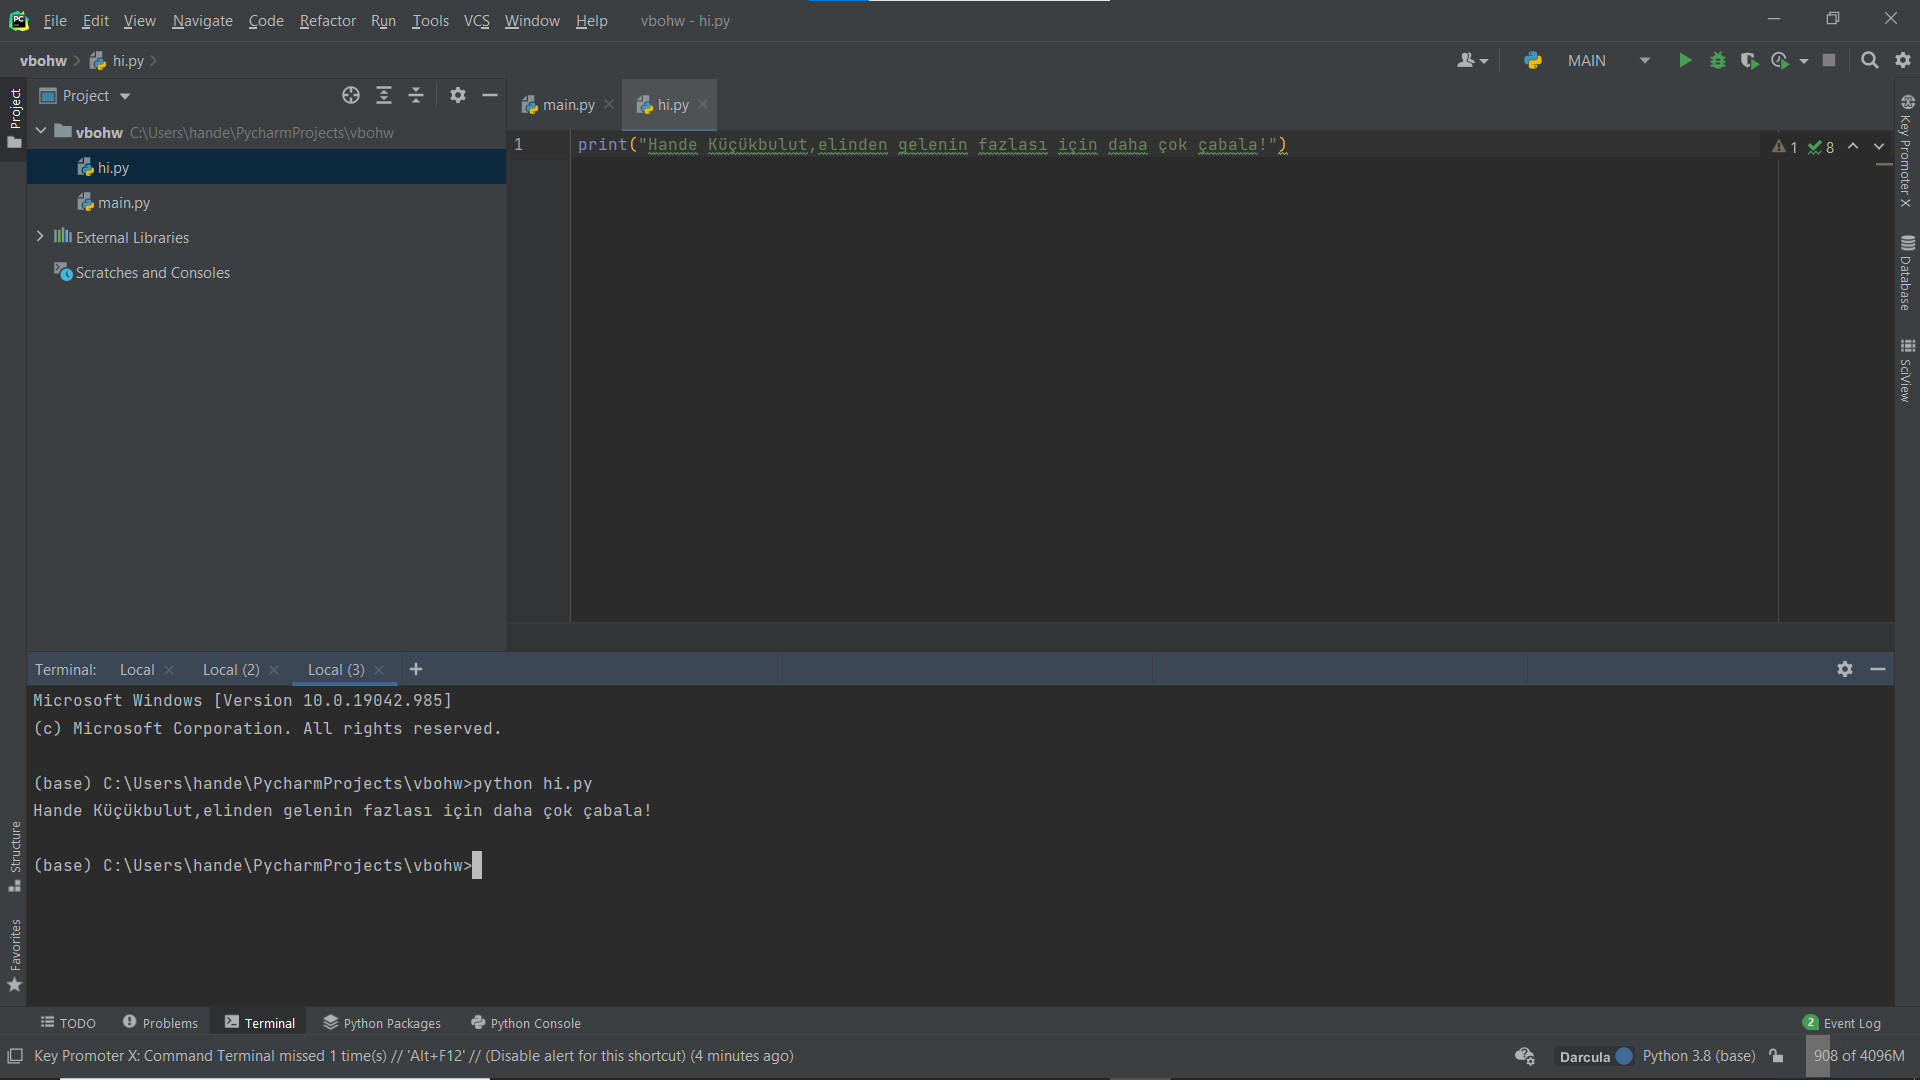 File Edit View Navigate Code Refactor Run Tools VCS Window Help vbohw - hi.py
vbohw hi.py MAIN
Project
Project
vbohw C:\Users\hande\PycharmProjects\vbohw
hi.py
main.py
External Libraries
Scratches and Consoles
main.py hi.py
1 print("Hande Küçükbulut,elinden gelenin fazlası için daha çok çabala!") 1 8
Key Promoter X
Database
SciView
Terminal: Local Local (2) Local (3)
Microsoft Windows [Version 10.0.19042.985]
(c) Microsoft Corporation. All rights reserved.
(base) C:\Users\hande\PycharmProjects\vbohw>python hi.py
Hande Küçükbulut,elinden gelenin fazlası için daha çok çabala!
(base) C:\Users\hande\PycharmProjects\vbohw>
Structure
Favorites
TODO Problems Terminal Python Packages Python Console 2 Event Log
Key Promoter X: Command Terminal missed 1 time(s) // 'Alt+F12' // (Disable alert for this shortcut) (4 minutes ago) Darcula Python 3.8 (base) 908 of 4096M